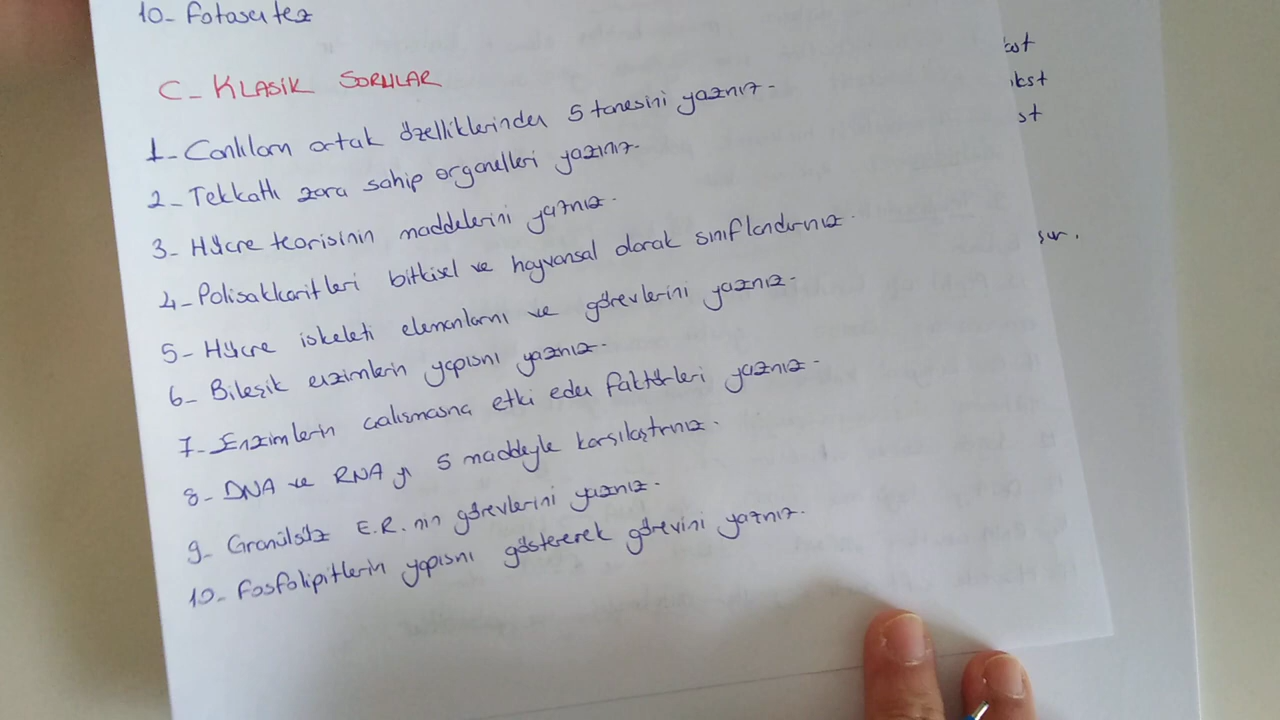 10- Fotosentez
C- KLASİK SORULAR
1- Canlıların ortak özelliklerinden 5 tanesini yazınız.
2- Tekkatlı zara sahip organelleri yazınız.
3- Hücre teorisinin maddelerini yazınız.
4- Polisakkaritleri bitkisel ve hayvansal olarak sınıflandırınız.
5- Hücre iskeleti elemanlarını ve görevlerini yazınız.
6- Bileşik enzimlerin yapısını yazınız.
7- Enzimlerin çalışmasına etki eden faktörleri yazınız.
8- DNA ve RNA yı 5 maddeyle karşılaştırınız.
9- Granülsüz E.R. nin görevlerini yazınız.
10- Fosfolipitlerin yapısını göstererek görevini yazınız.